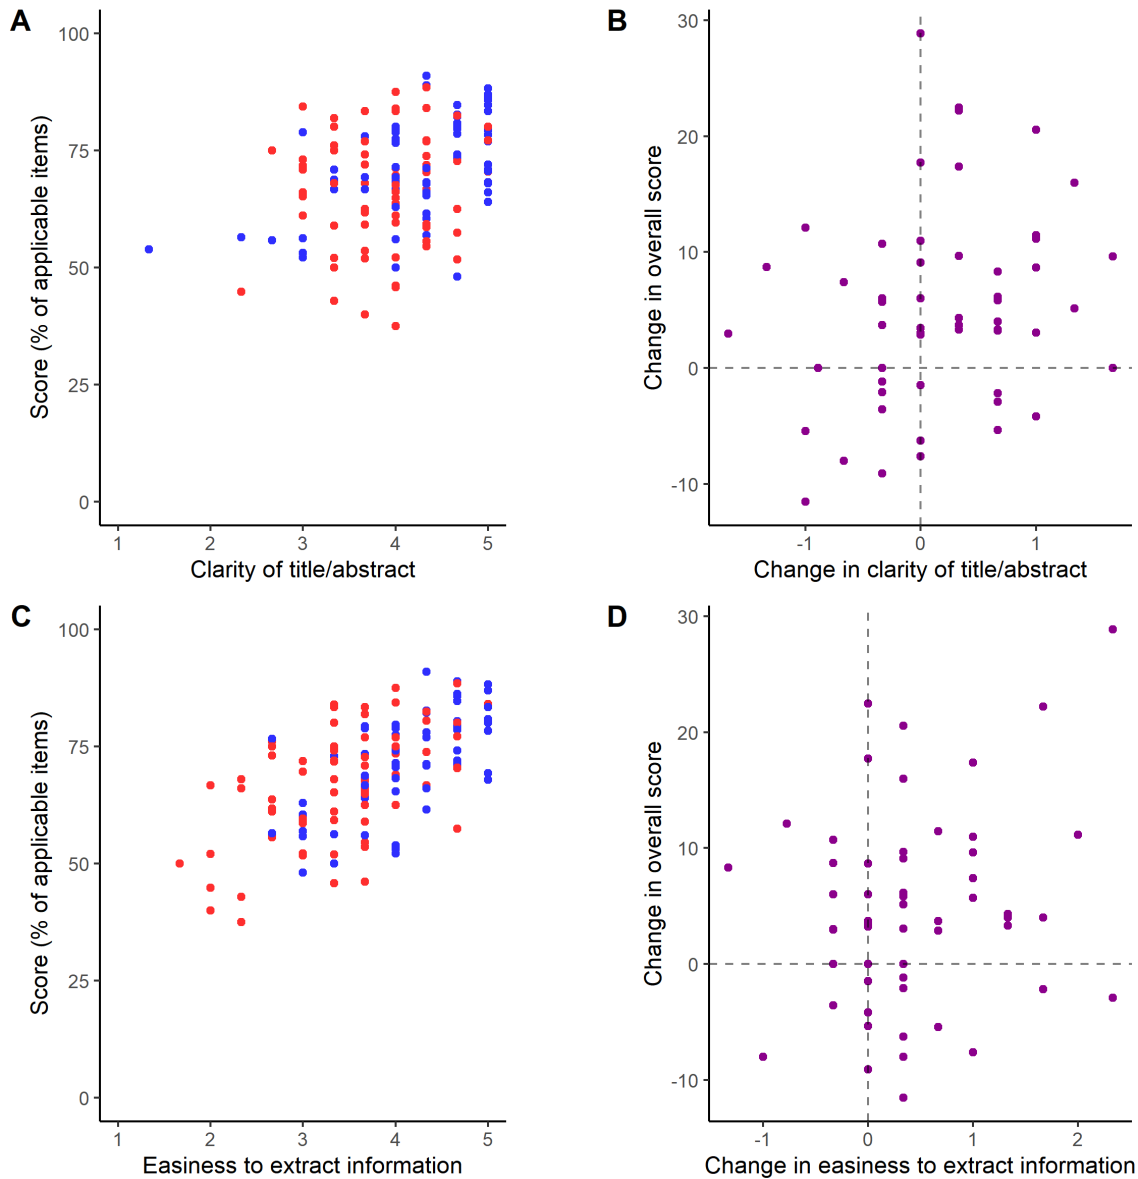 A
100
75
50
25
0
Score (% of applicable items)
1 2 3 4 5
Clarity of title/abstract
B
30
20
10
0
-10
Change in overall score
-1 0 1
Change in clarity of title/abstract
C
100
75
50
25
0
Score (% of applicable items)
1 2 3 4 5
Easiness to extract information
D
30
20
10
0
-10
Change in overall score
-1 0 1 2
Change in easiness to extract information